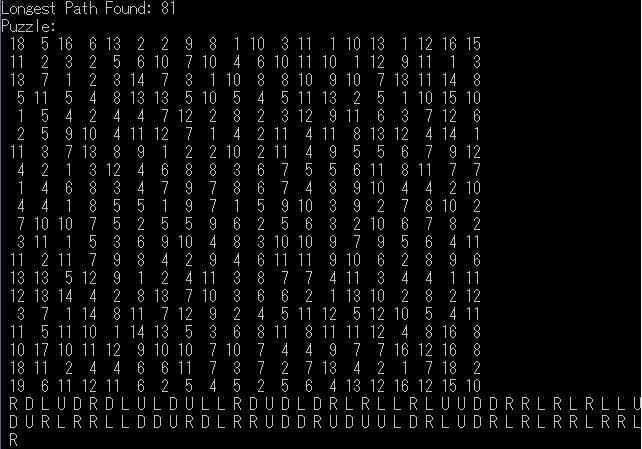 Longest Path Found: 81
Puzzle:
18 5 16 6 13 2 2 9 8 1 10 3 11 1 10 13 1 12 16 15
11 2 3 2 5 6 10 7 10 4 6 10 11 10 1 12 9 11 1 3
13 7 1 2 3 14 7 3 1 10 8 8 10 9 10 7 13 11 14 8
5 11 5 4 8 13 13 5 10 5 4 5 11 13 2 5 1 10 15 10
1 5 4 2 4 4 7 12 2 8 2 3 12 9 11 6 3 7 12 6
2 5 9 10 4 11 12 7 1 4 2 11 4 11 8 13 12 4 14 1
11 3 7 13 8 9 1 2 2 10 2 11 4 9 5 5 6 7 9 12
4 2 1 3 12 4 6 8 8 3 6 7 5 5 6 11 8 11 7 7
1 4 6 8 3 4 7 9 7 8 6 7 4 8 9 10 4 4 2 10
4 4 1 8 5 5 1 9 7 1 5 9 10 3 9 2 7 8 10 2
7 10 10 7 5 2 5 5 9 6 2 5 6 3 2 10 6 7 8 2
3 11 1 5 3 6 9 10 4 8 3 10 10 9 7 9 5 6 4 11
11 2 11 7 9 8 4 2 9 4 6 11 11 9 10 6 2 8 9 6
13 13 5 12 9 1 2 4 11 3 8 7 7 4 11 3 4 4 1 11
12 13 14 4 2 8 13 7 10 3 6 6 2 1 13 10 2 8 2 12
3 7 1 14 8 11 7 12 9 2 4 5 11 12 5 12 10 5 4 11
11 5 11 10 1 14 13 5 3 6 8 11 8 11 11 12 4 8 16 8
10 17 10 11 12 9 10 10 7 10 7 4 4 9 7 7 16 12 16 8
18 11 2 4 4 6 6 11 7 3 7 2 7 13 4 2 1 7 18 2
19 6 11 12 11 6 2 5 4 5 2 5 6 4 13 12 16 12 15 10
R D L U D R D L U L D U L L R D U D L D R L R L L R L R L U U D D R R L R L R L L U
D U R L R R L L D D U R D L R R U D D R U D U U L D L R R L R L R R L R L R R L
R